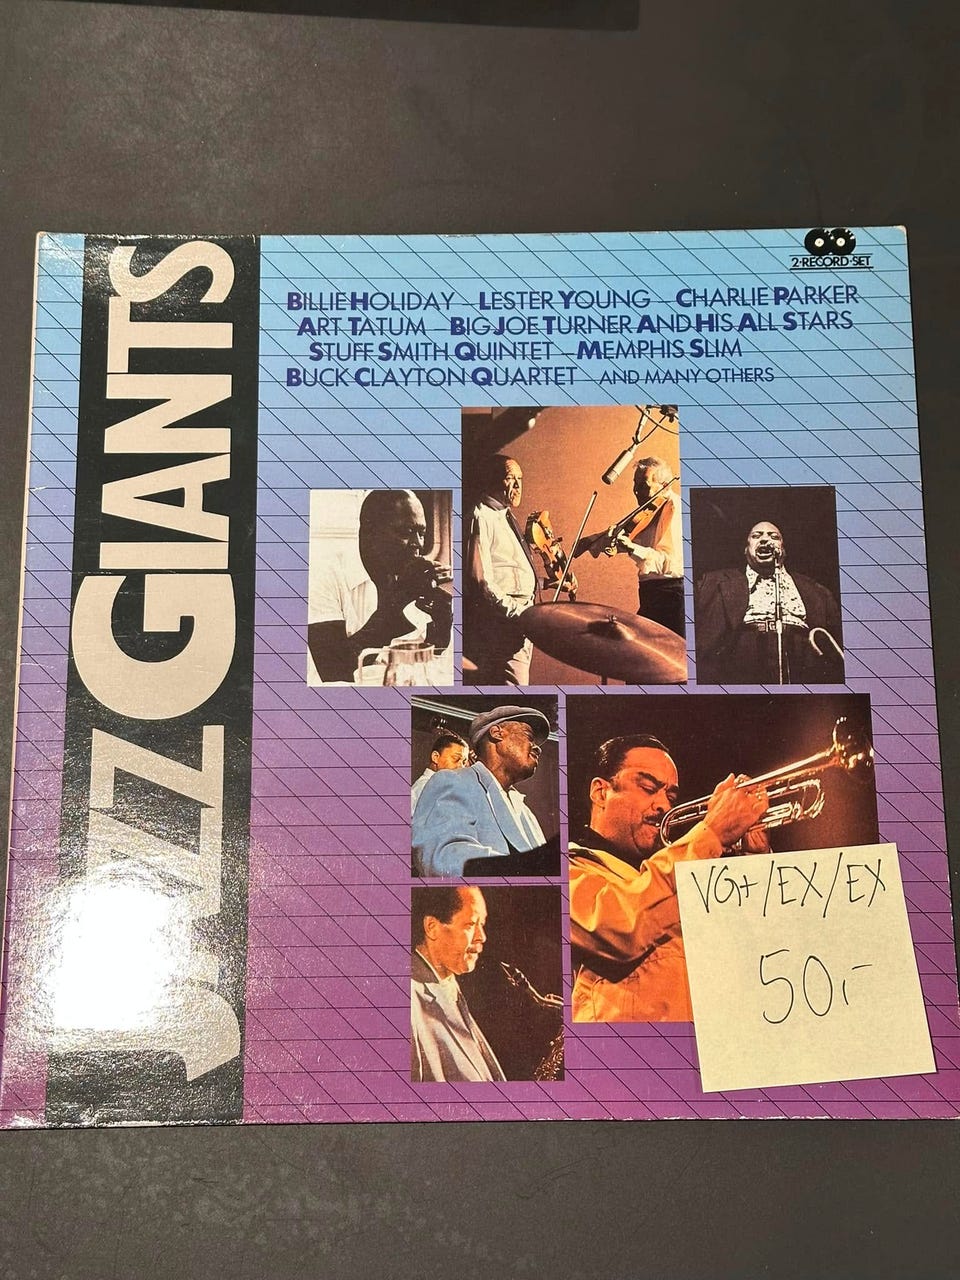 2-RECORD-SET
BILLIE HOLIDAY – LESTER YOUNG – CHARLIE PARKER
ART TATUM – BIG JOE TURNER AND HIS ALL STARS
STUFF SMITH QUINTET – MEMPHIS SLIM
BUCK CLAYTON QUARTET – AND MANY OTHERS
JAZZ GIANTS
VG+/EX/EX
50,-